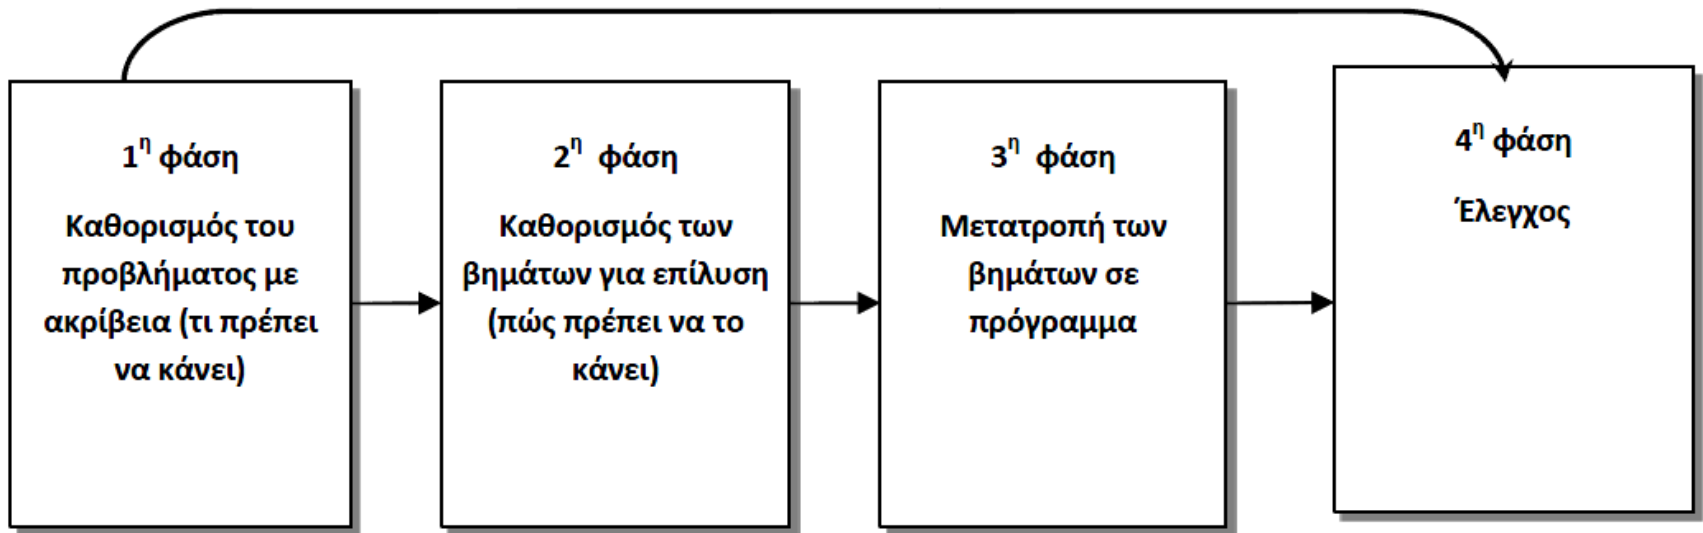 1η φάση
Καθορισμός του
προβλήματος με
ακρίβεια (τι πρέπει
να κάνει)
2η φάση
Καθορισμός των
βημάτων για επίλυση
(πώς πρέπει να το
κάνει)
3η φάση
Μετατροπή των
βημάτων σε
πρόγραμμα
4η φάση
Έλεγχος